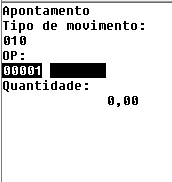 Apontamento
Tipo de movimento:
010
OP:
00001
Quantidade:
0,00